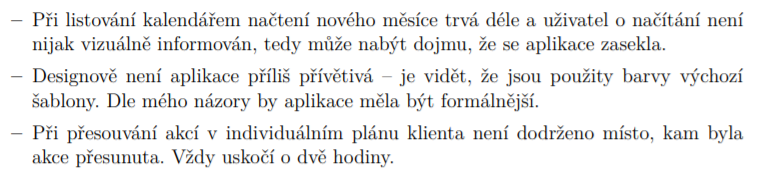 – Při listování kalendářem načtení nového měsíce trvá déle a uživatel o načítání není
nijak vizuálně informován, tedy může nabýt dojmu, že se aplikace zasekla.
– Designově není aplikace příliš přívětivá – je vidět, že jsou použity barvy výchozí
šablony. Dle mého názory by aplikace měla být formálnější.
– Při přesouvání akcí v individuálním plánu klienta není dodrženo místo, kam byla
akce přesunuta. Vždy uskočí o dvě hodiny.